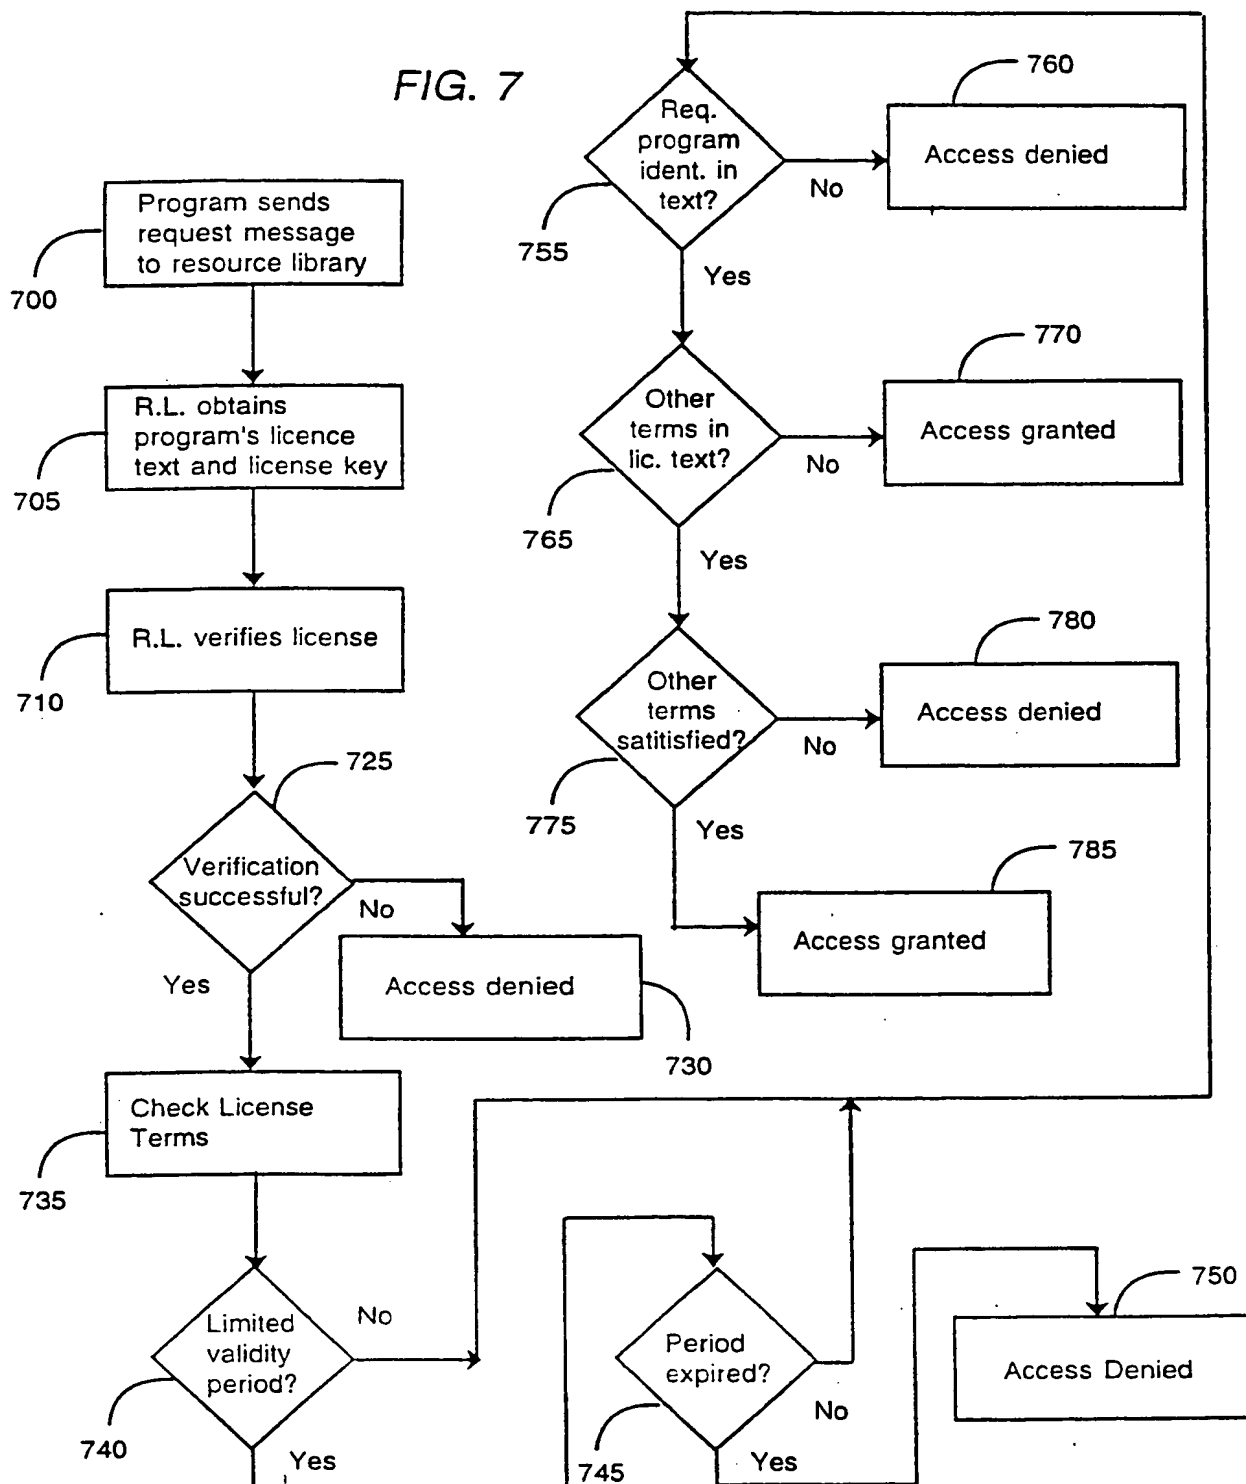 FIG. 7
Program sends
request message
to resource library
700
R.L. obtains
program's licence
text and license key
705
R.L. verifies license
710
725
Verification
successful?
No
Yes
Access denied
730
Check License
Terms
735
Limited
validity
period?
No
740
Yes
Period
expired?
No
745
Yes
750
Access Denied
Req.
program
ident. in
text?
755
No
Yes
760
Access denied
Other
terms in
lic. text?
765
No
Yes
770
Access granted
Other
terms
satitisfied?
775
No
Yes
780
Access denied
785
Access granted